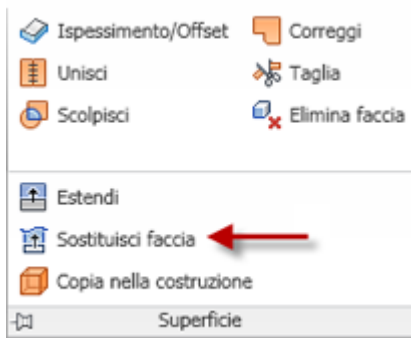 Ispessimento/Offset Correggi
Unisci Taglia
Scolpisci Elimina faccia
Estendi
Sostituisci faccia
Copia nella costruzione
Superficie